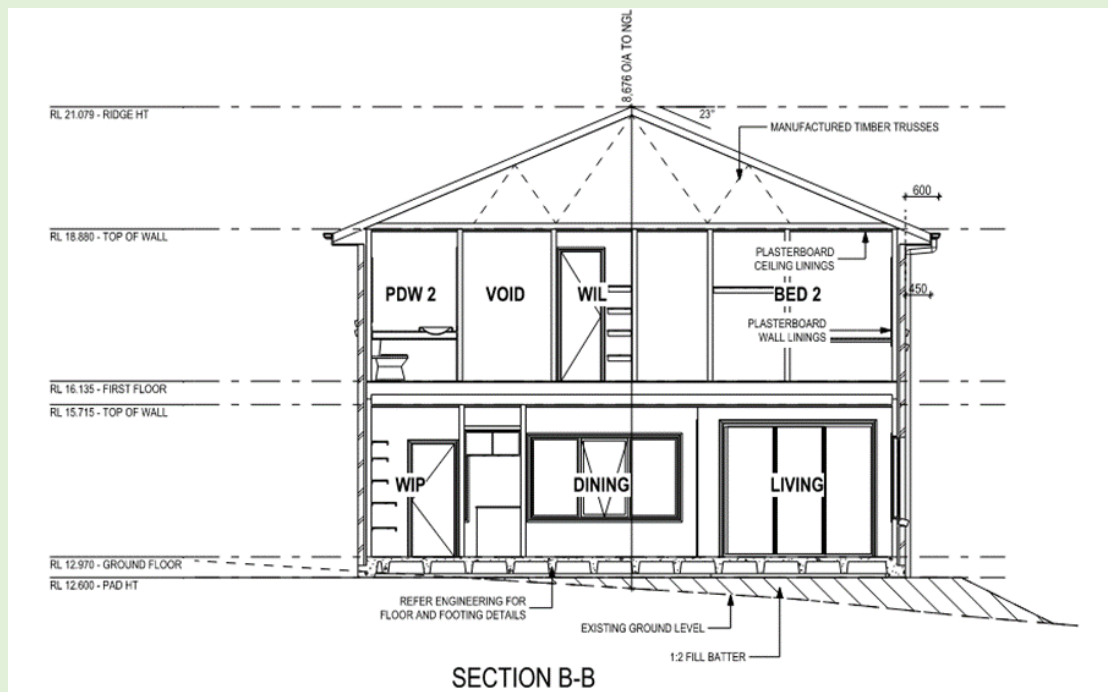 8,676 O/A TO NGL
RL 21.079 - RIDGE HT
23°
MANUFACTURED TIMBER TRUSSES
600
RL 18.880 - TOP OF WALL
PLASTERBOARD
CEILING LININGS
PDW 2
VOID
WIL
BED 2
450
PLASTERBOARD
WALL LININGS
RL 16.135 - FIRST FLOOR
RL 15.715 - TOP OF WALL
WIP
DINING
LIVING
RL 12.970 - GROUND FLOOR
RL 12.600 - PAD HT
REFER ENGINEERING FOR
FLOOR AND FOOTING DETAILS
EXISTING GROUND LEVEL
1:2 FILL BATTER
SECTION B-B